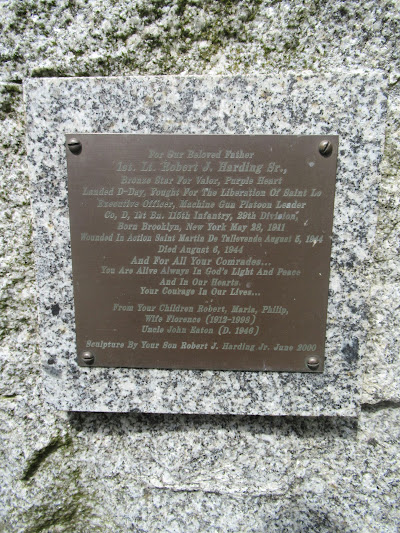 For Our Beloved Father
1st. Lt. Robert J. Harding Sr.,
Bronze Star For Valor, Purple Heart
Landed D-Day, Fought For The Liberation Of Saint Lo
Executive Officer, Machine Gun Platoon Leader
Co, D, 1st Bn. 115th Infantry, 29th Division,
Born Brooklyn, New York May 28, 1911
Wounded In Action Saint Martin De Tallevende August 5, 1944
Died August 6, 1944
And For All Your Comrades...
You Are Alive Always In God's Light And Peace
And In Our Hearts.
Your Courage In Our Lives...
From Your Children Robert, Maria, Philip,
Wife Florence (1912-1998)
Uncle John Eaton (D. 1946)
Sculpture By Your Son Robert J. Harding Jr. June 2000